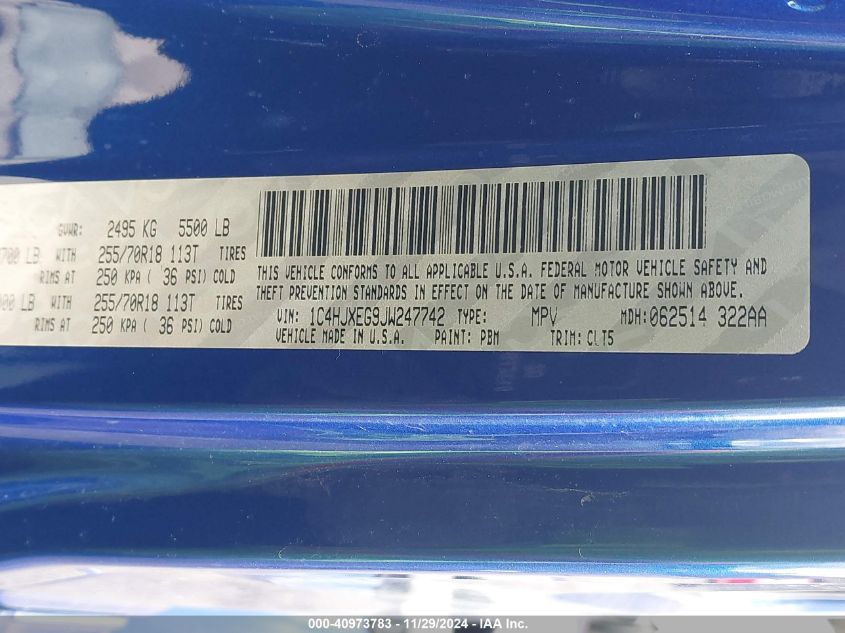 GVWR: 2495 KG 5500 LB
LB WITH 255/70R18 113T TIRES
RIMS AT 250 KPA ( 36 PSI) COLD
LB WITH 255/70R18 113T TIRES
RIMS AT 250 KPA ( 36 PSI) COLD
THIS VEHICLE CONFORMS TO ALL APPLICABLE U.S.A. FEDERAL MOTOR VEHICLE SAFETY AND
THEFT PREVENTION STANDARDS IN EFFECT ON THE DATE OF MANUFACTURE SHOWN ABOVE.
VIN: 1C4HJXEG9JW247742 TYPE: MPV MDH: 062514 322AA
VEHICLE MADE IN U.S.A. PAINT: PBM TRIM: CLT5
000-40973783 - 11/29/2024 - IAA Inc.